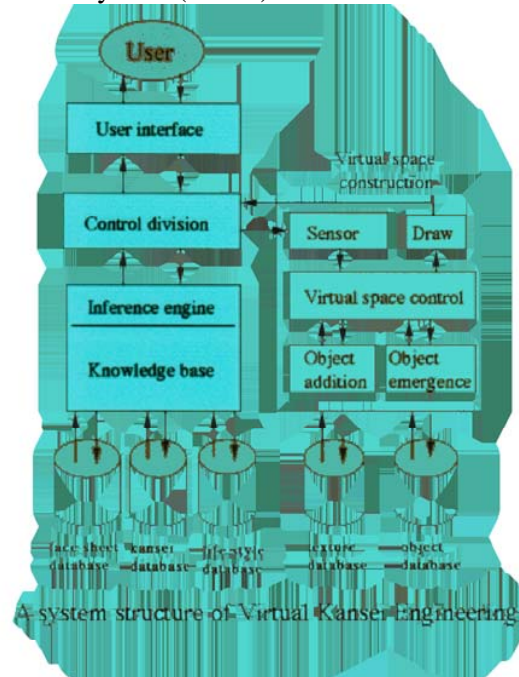 User
User interface
Virtual space
construction
Control division
Sensor
Draw
Virtual space control
Inference engine
Knowledge base
Object
addition
Object
emergence
face sheet
database
kansei
database
life style
database
texture
database
object
database
A system structure of Virtual Kansei Engineering